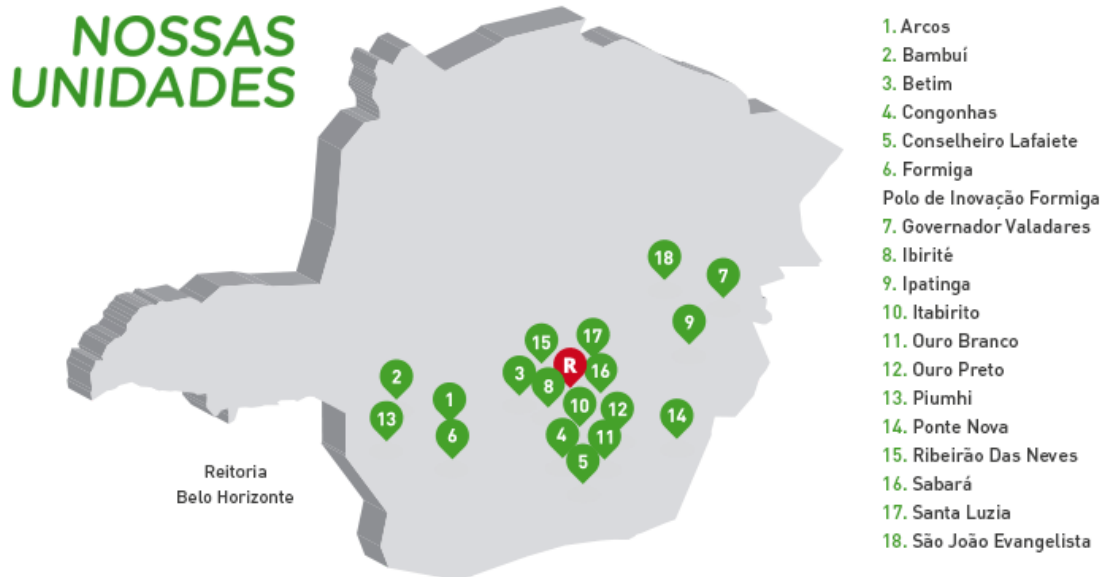 NOSSAS
UNIDADES
18
7
9
15
17
R
16
3
8
2
1
10
12
13
14
6
4
11
5
Reitoria
Belo Horizonte
1. Arcos
2. Bambuí
3. Betim
4. Congonhas
5. Conselheiro Lafaiete
6. Formiga
Polo de Inovação Formiga
7. Governador Valadares
8. Ibirité
9. Ipatinga
10. Itabirito
11. Ouro Branco
12. Ouro Preto
13. Piumhi
14. Ponte Nova
15. Ribeirão Das Neves
16. Sabará
17. Santa Luzia
18. São João Evangelista